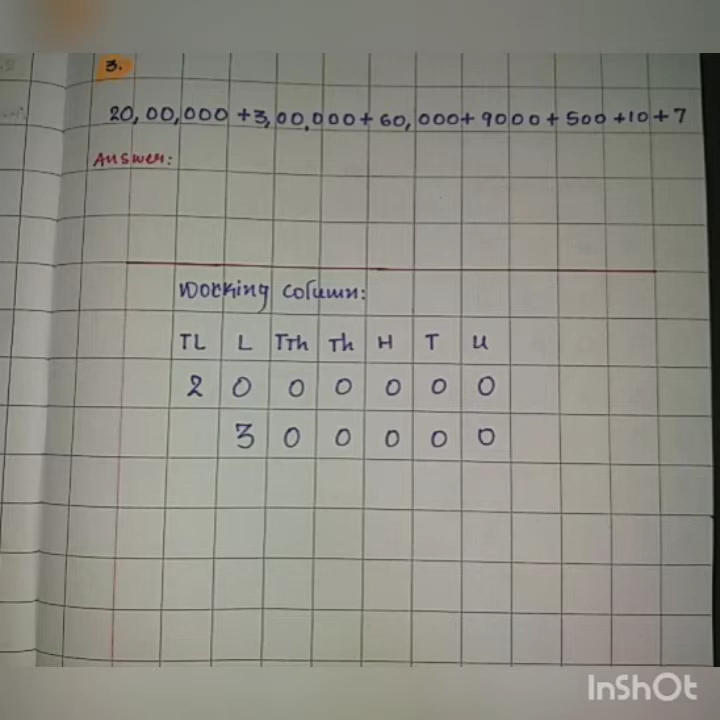 3.
20,00,000 +3,00,000+ 60,000+ 9000+ 500 +10+7
Answer:
Working Column:
TL L TTh Th H T U
2 0 0 0 0 0 0
3 0 0 0 0 0
InShOt